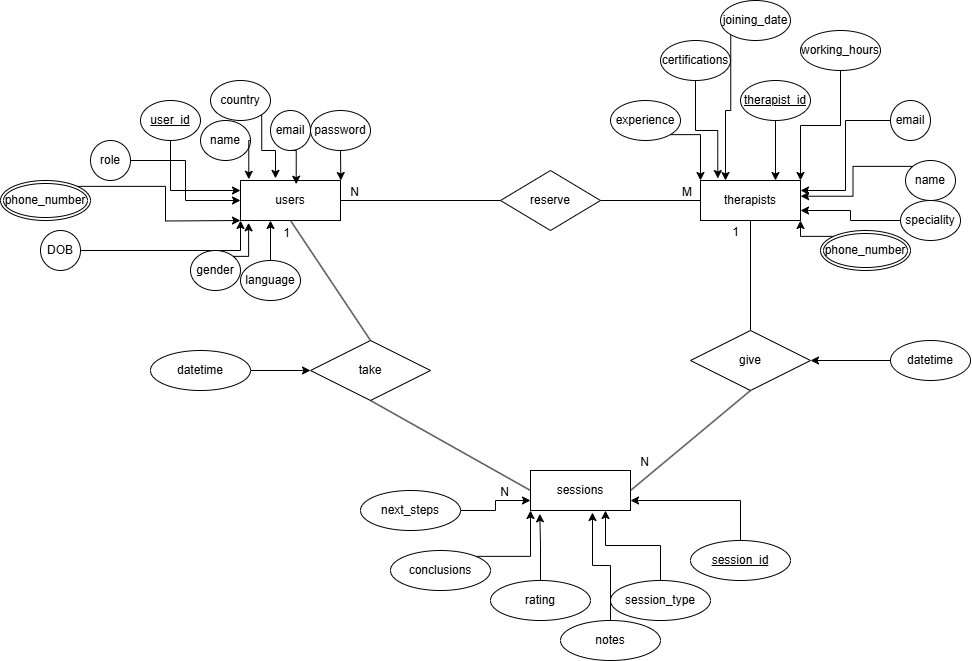 joining_date
working_hours
certifications
country
therapist_id
user_id
experience
email
email
password
name
role
name
users
N
reserve
M
therapists
phone_number
speciality
1
1
DOB
gender
language
phone_number
datetime
take
give
datetime
N
sessions
N
next_steps
session_id
conclusions
rating
session_type
notes